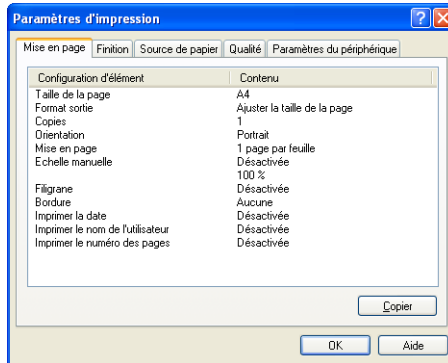 Paramètres d'impression
Mise en page Finition Source de papier Qualité Paramètres du périphérique
Configuration d'élément Contenu
Taille de la page A4
Format sortie Ajuster la taille de la page
Copies 1
Orientation Portrait
Mise en page 1 page par feuille
Echelle manuelle Désactivée
100 %
Filigrane Désactivée
Bordure Aucune
Imprimer la date Désactivée
Imprimer le nom de l'utilisateur Désactivée
Imprimer le numéro des pages Désactivée
Copier
OK Aide